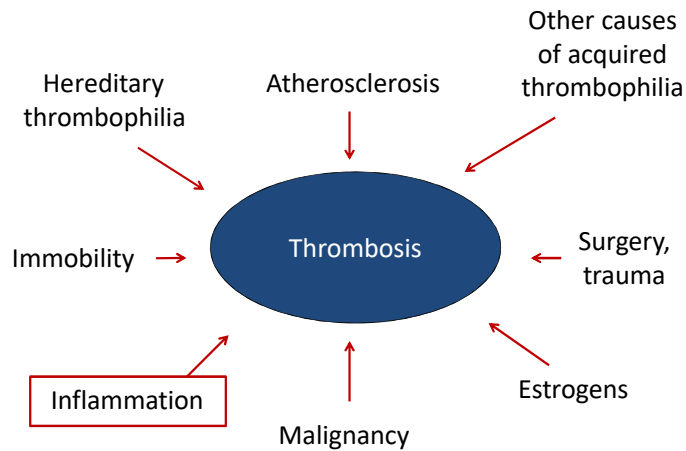 Other causes
of acquired
thrombophilia
Hereditary
thrombophilia
Atherosclerosis
Immobility
Thrombosis
Surgery,
trauma
Inflammation
Estrogens
Malignancy